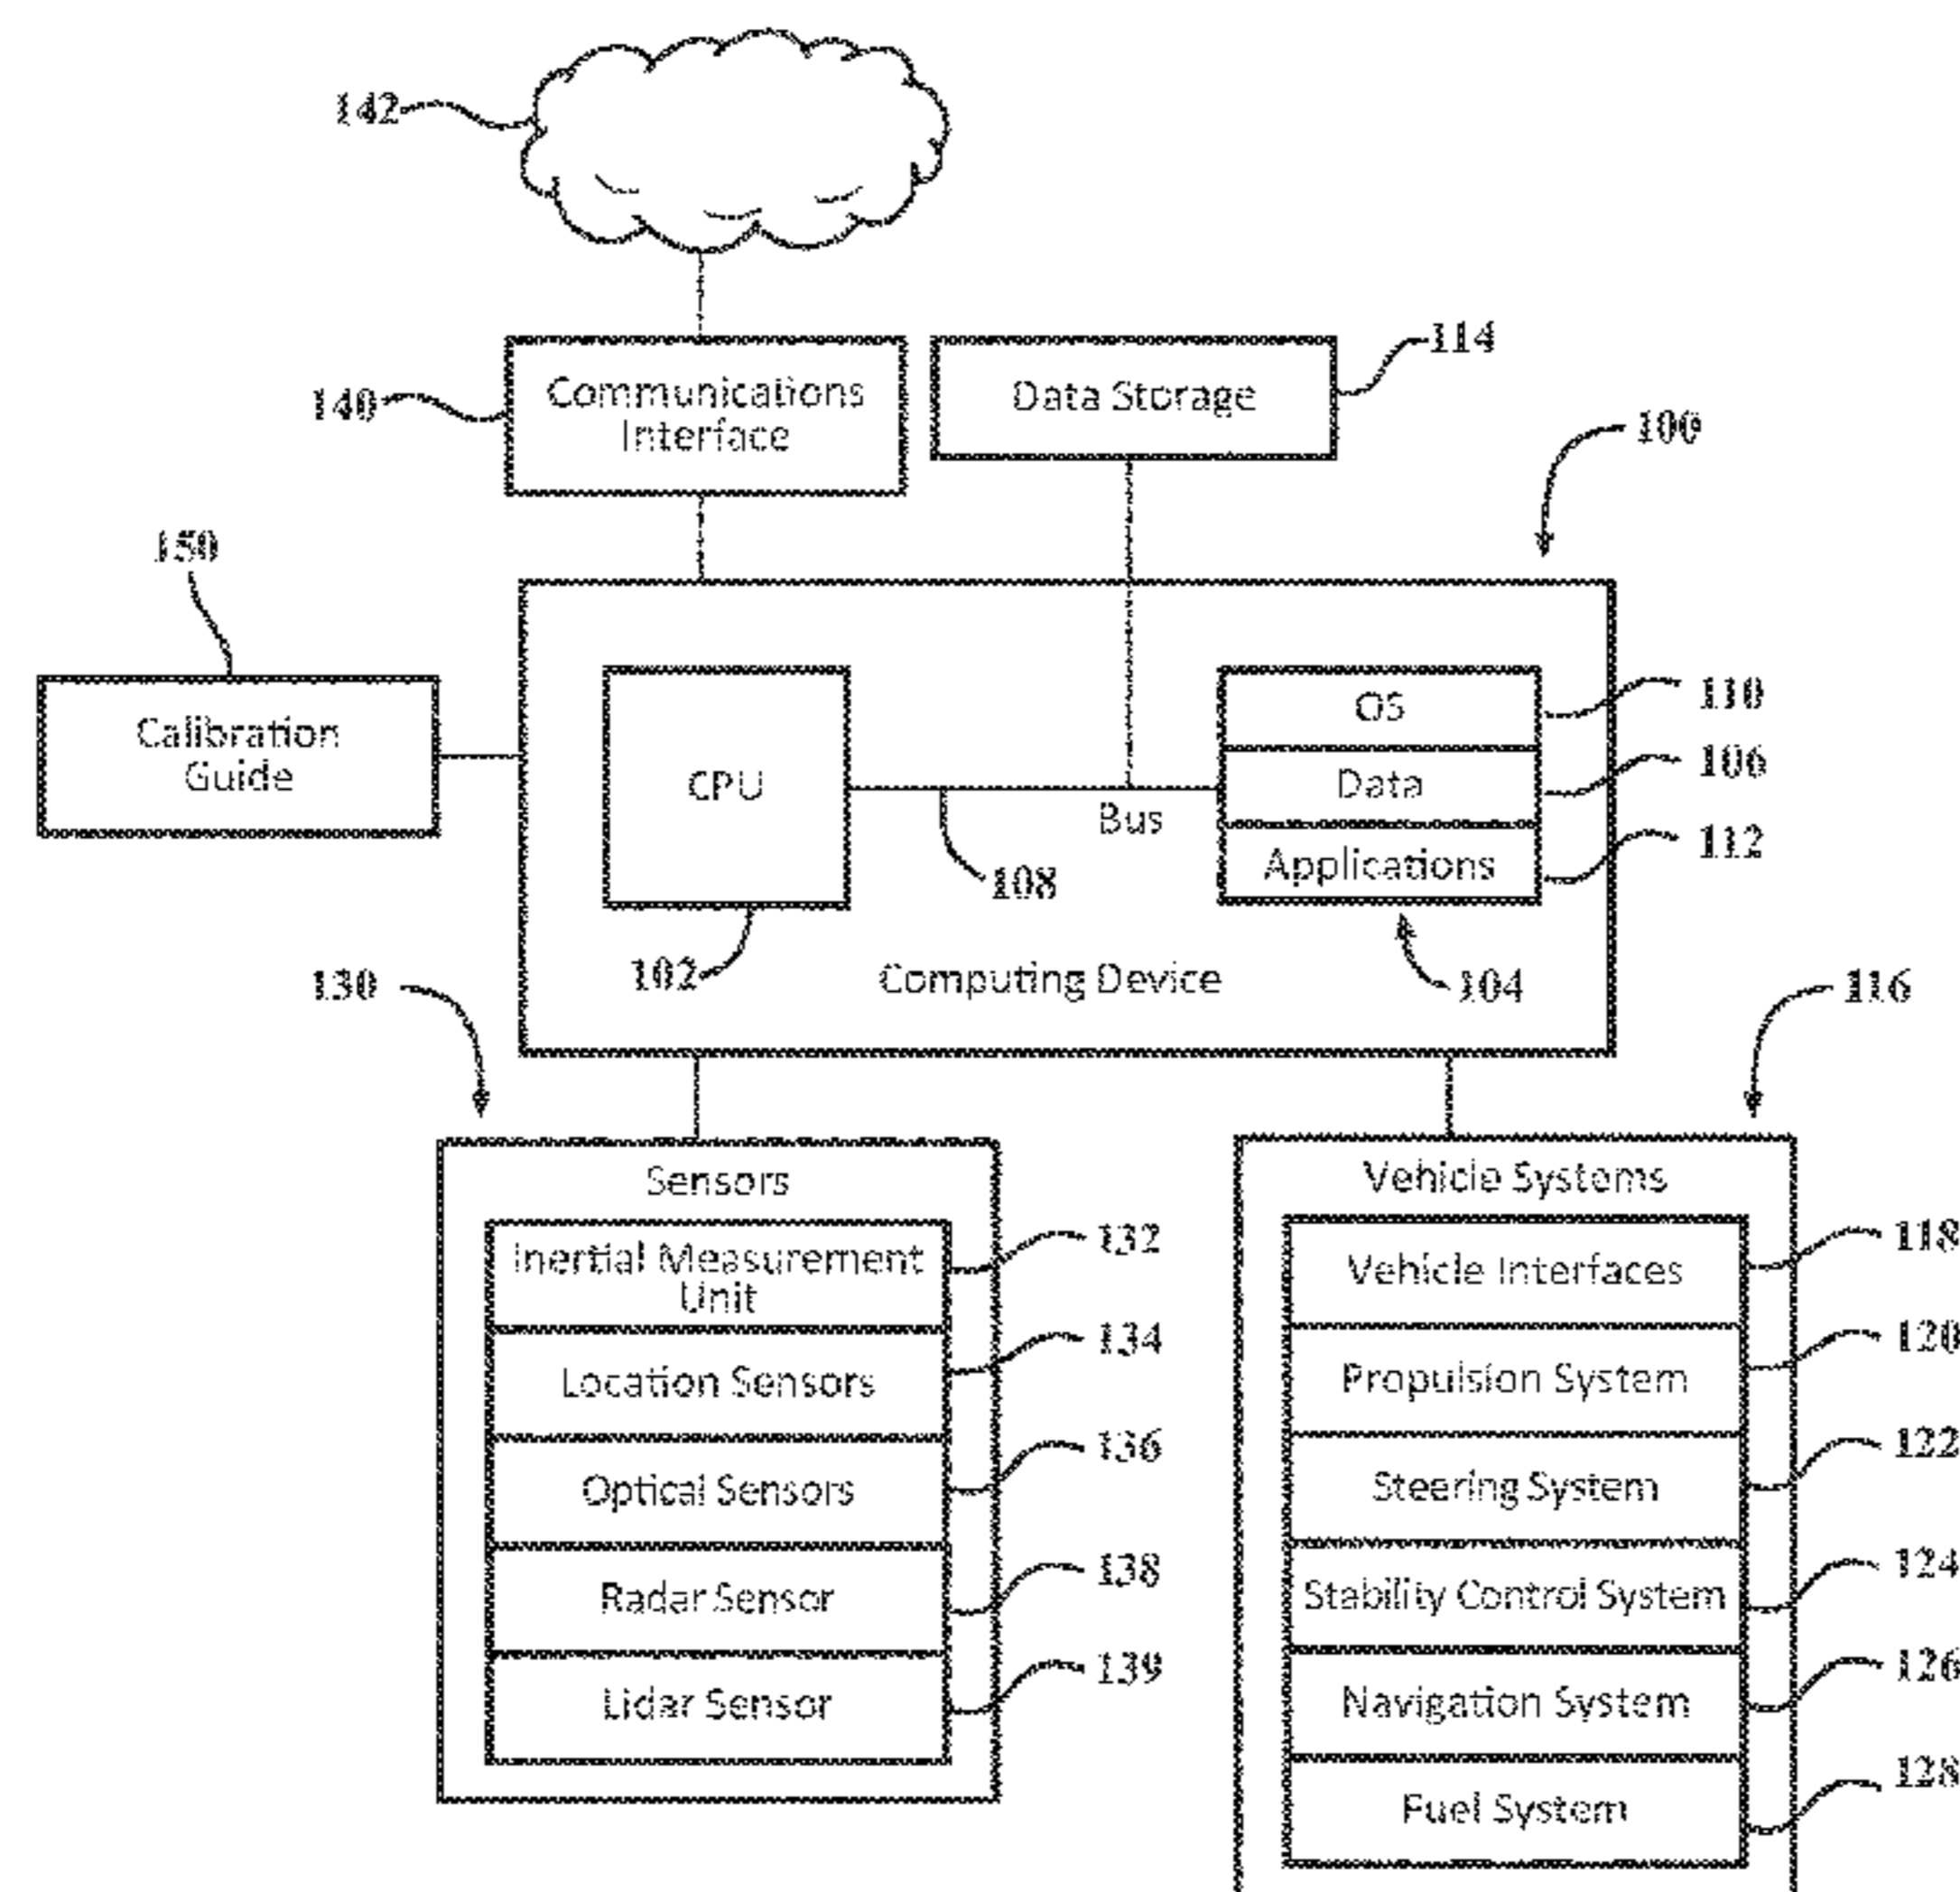 142
140
Communications
Interface
Data Storage
114
100
150
Calibration
Guide
CPU
Bus
OS
Data
Applications
110
106
112
108
102
Computing Device
104
130
116
Sensors
Inertial Measurement
Unit
132
Location Sensors
134
Optical Sensors
136
Radar Sensor
138
Lidar Sensor
139
Vehicle Systems
Vehicle Interfaces
118
Propulsion System
120
Steering System
122
Stability Control System
124
Navigation System
126
Fuel System
128